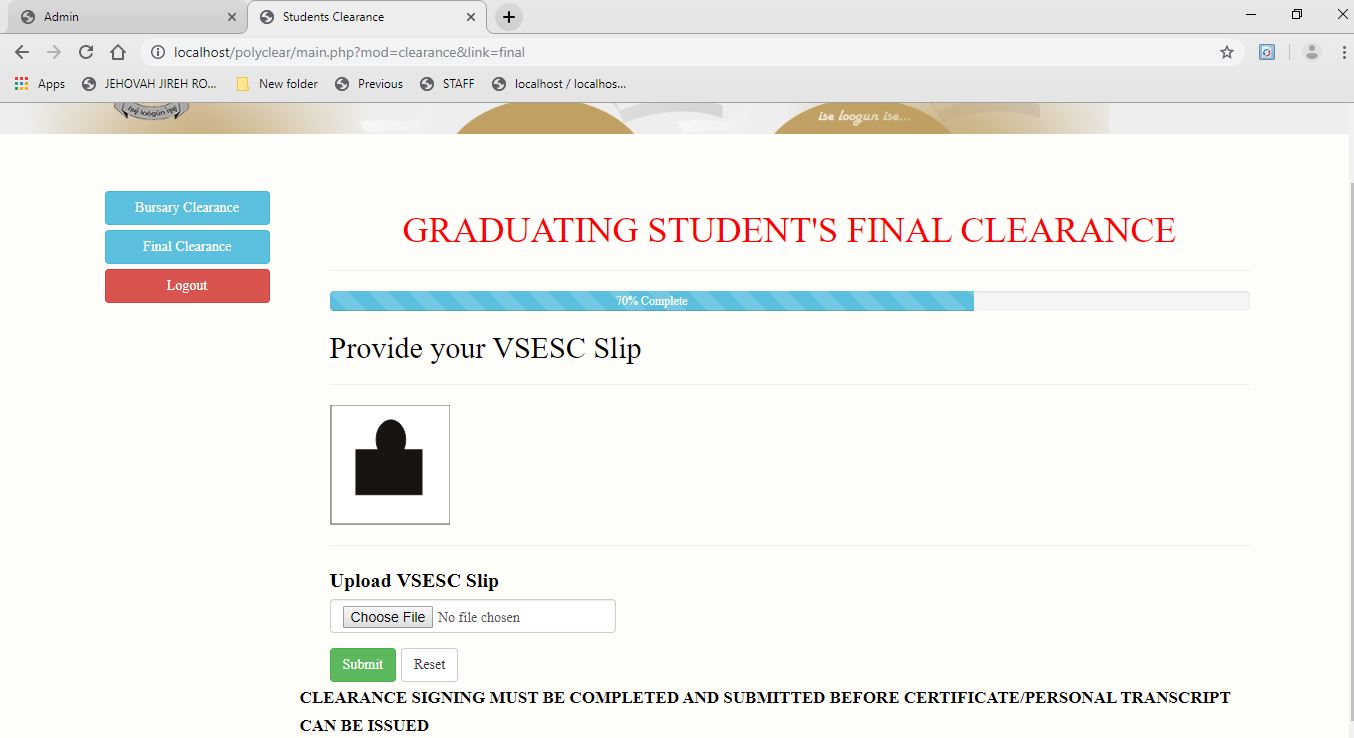 Admin
Students Clearance
localhost/polyclear/main.php?mod=clearance&link=final
Apps
JEHOVAH JIREH RO...
New folder
Previous
STAFF
localhost / localhos...
ise loogun ise
ise loogun ise...
Bursary Clearance
Final Clearance
Logout
GRADUATING STUDENT'S FINAL CLEARANCE
70% Complete
Provide your VSESC Slip
Upload VSESC Slip
Choose File No file chosen
Submit Reset
CLEARANCE SIGNING MUST BE COMPLETED AND SUBMITTED BEFORE CERTIFICATE/PERSONAL TRANSCRIPT
CAN BE ISSUED